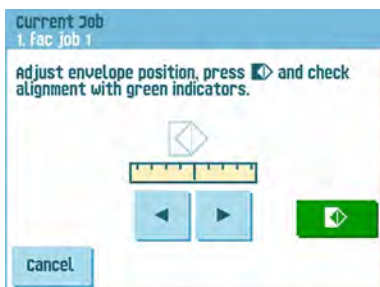 Current Job
1. Fac job 1
Adjust envelope position, press and check
alignment with green indicators.
Cancel